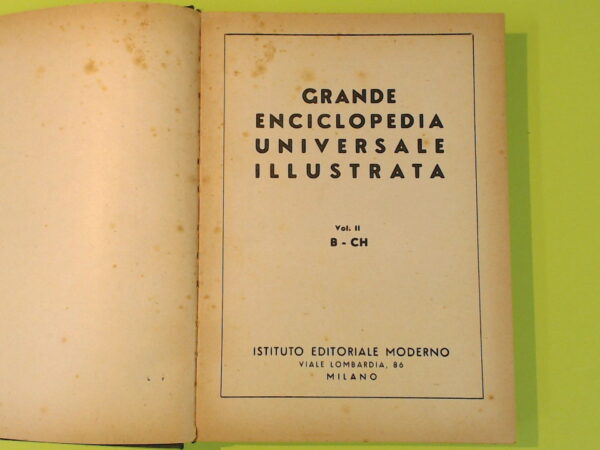 GRANDE
ENCICLOPEDIA
UNIVERSALE
ILLUSTRATA
Vol. II
B - CH
ISTITUTO EDITORIALE MODERNO
VIALE LOMBARDIA, 86
MILANO